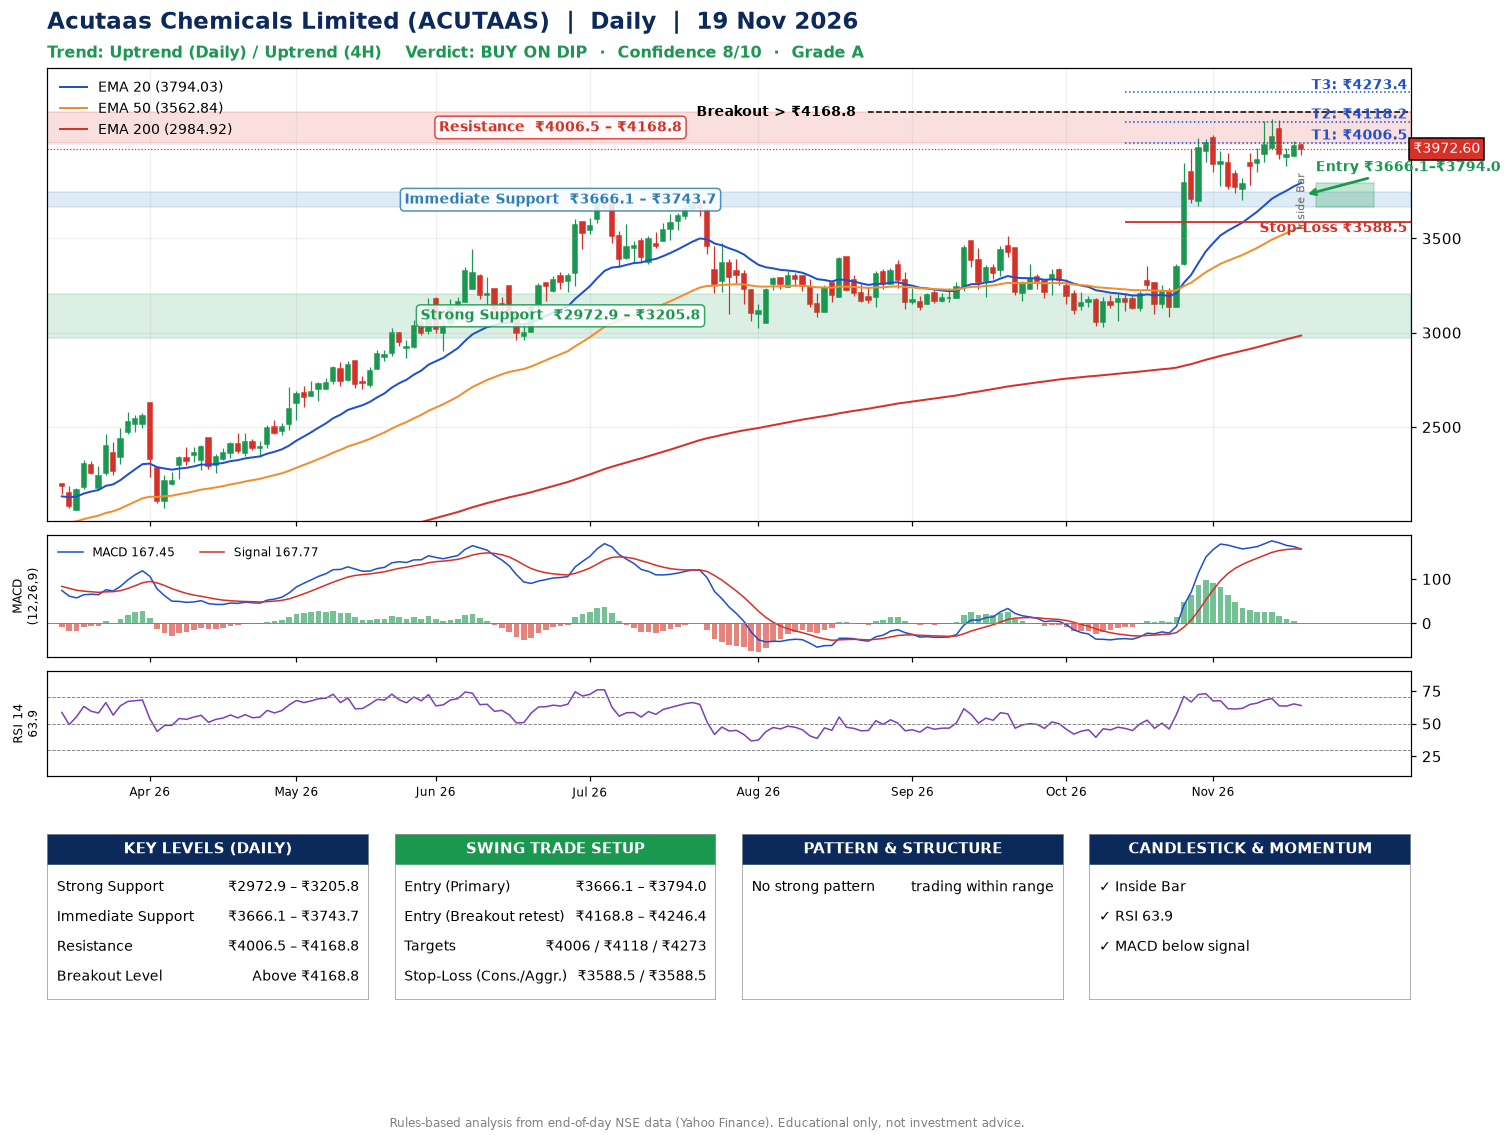 Acutaas Chemicals Limited (ACUTAAS) | Daily | 19 Nov 2026
Trend: Uptrend (Daily) / Uptrend (4H) Verdict: BUY ON DIP · Confidence 8/10 · Grade A
EMA 20 (3794.03)
EMA 50 (3562.84)
EMA 200 (2984.92)
T3: ₹4273.4
Breakout > ₹4168.8
T2: ₹4118.2
Resistance ₹4006.5 – ₹4168.8
T1: ₹4006.5
₹3972.60
Entry ₹3666.1–₹3794.0
Immediate Support ₹3666.1 – ₹3743.7
Inside Bar
Stop-Loss ₹3588.5
3500
Strong Support ₹2972.9 – ₹3205.8
3000
2500
MACD 167.45 Signal 167.77
MACD
(12,26,9)
100
0
RSI 14
63.9
75
50
25
Apr 26 May 26 Jun 26 Jul 26 Aug 26 Sep 26 Oct 26 Nov 26
KEY LEVELS (DAILY)
Strong Support ₹2972.9 – ₹3205.8
Immediate Support ₹3666.1 – ₹3743.7
Resistance ₹4006.5 – ₹4168.8
Breakout Level Above ₹4168.8
SWING TRADE SETUP
Entry (Primary) ₹3666.1 – ₹3794.0
Entry (Breakout retest) ₹4168.8 – ₹4246.4
Targets ₹4006 / ₹4118 / ₹4273
Stop-Loss (Cons./Aggr.) ₹3588.5 / ₹3588.5
PATTERN & STRUCTURE
No strong pattern trading within range
CANDLESTICK & MOMENTUM
✓ Inside Bar
✓ RSI 63.9
✓ MACD below signal
Rules-based analysis from end-of-day NSE data (Yahoo Finance). Educational only, not investment advice.